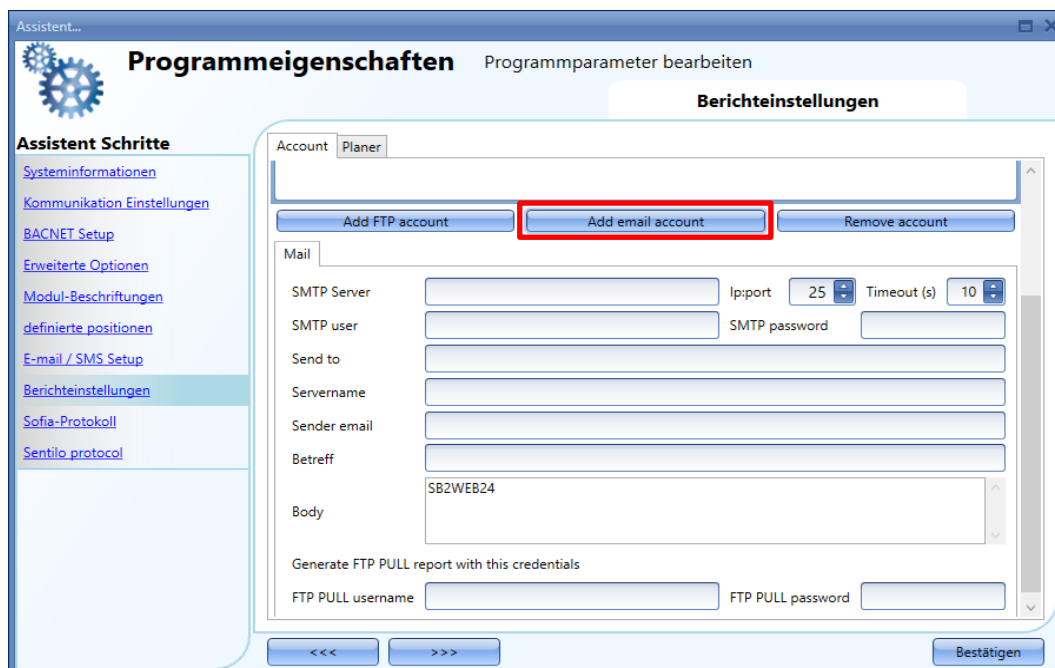 Assistent...
Programmeigenschaften Programmparameter bearbeiten
Berichteinstellungen
Assistent Schritte
Systeminformationen
Kommunikation Einstellungen
BACNET Setup
Erweiterte Optionen
Modul-Beschriftungen
definierte positionen
E-mail / SMS Setup
Berichteinstellungen
Sofia-Protokoll
Sentilo protocol
Account Planer
Add FTP account Add email account Remove account
Mail
SMTP Server Ip:port 25 Timeout (s) 10
SMTP user SMTP password
Send to
Servername
Sender email
Betreff
Body SB2WEB24
Generate FTP PULL report with this credentials
FTP PULL username FTP PULL password
<<< >>> Bestätigen